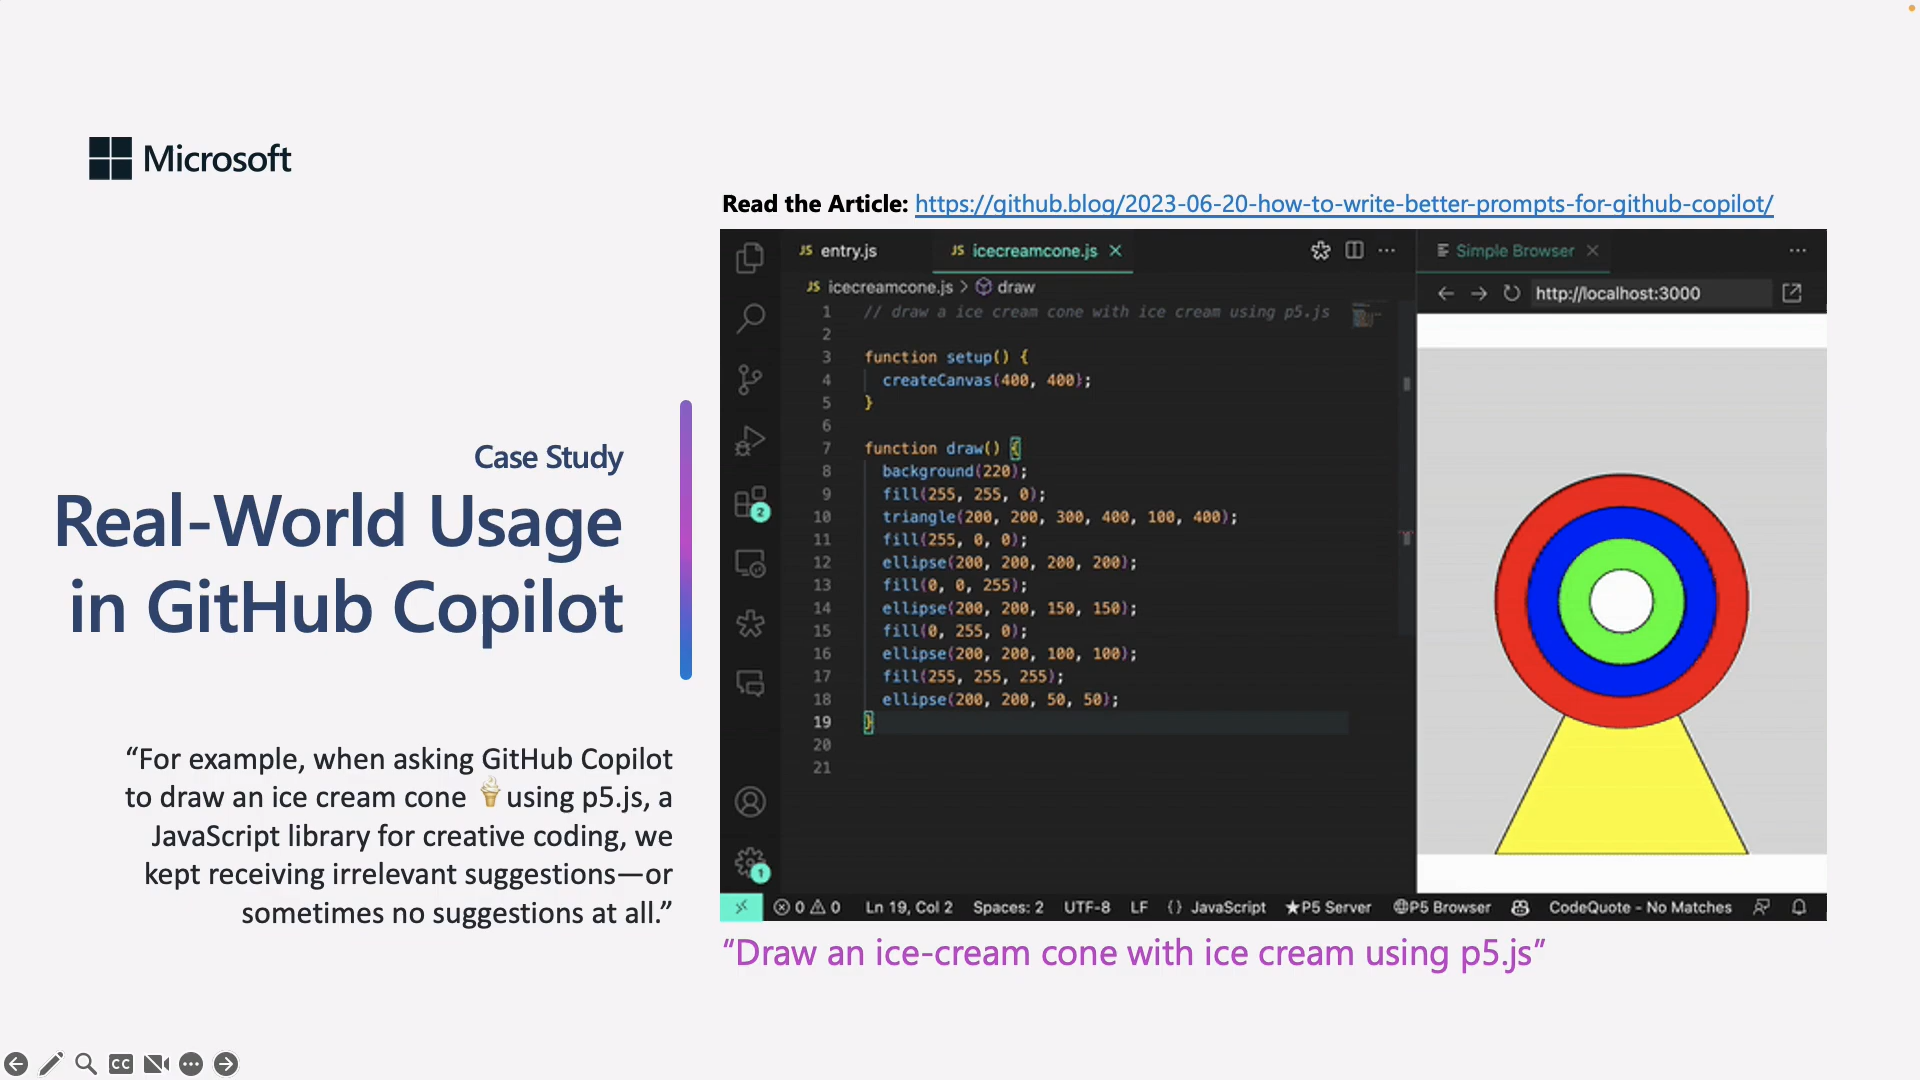 Microsoft
Read the Article: https://github.blog/2023-06-20-how-to-write-better-prompts-for-github-copilot/
Case Study
Real-World Usage
in GitHub Copilot
“For example, when asking GitHub Copilot
to draw an ice cream cone 🍦using p5.js, a
JavaScript library for creative coding, we
kept receiving irrelevant suggestions—or
sometimes no suggestions at all.”
JS entry.js
JS icecreamcone.js
JS icecreamcone.js > draw
1 // draw a ice cream cone with ice cream using p5.js
2
3 function setup() {
4 createCanvas(400, 400);
5 }
6
7 function draw() {
8 background(220);
9 fill(255, 255, 0);
10 triangle(200, 200, 300, 400, 100, 400);
11 fill(255, 0, 0);
12 ellipse(200, 200, 200, 200);
13 fill(0, 0, 255);
14 ellipse(200, 200, 150, 150);
15 fill(0, 255, 0);
16 ellipse(200, 200, 100, 100);
17 fill(255, 255, 255);
18 ellipse(200, 200, 50, 50);
19 }
20
21
2
1
Simple Browser
http://localhost:3000
0 0 Ln 19, Col 2 Spaces: 2 UTF-8 LF {} JavaScript ★P5 Server P5 Browser CodeQuote - No Matches
“Draw an ice-cream cone with ice cream using p5.js”
CC